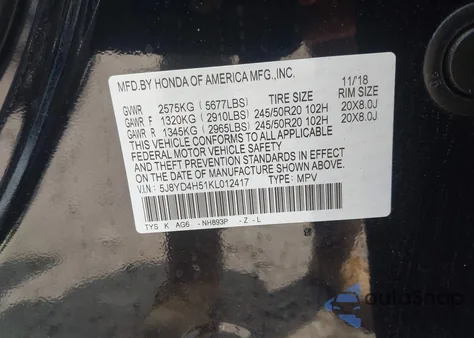 MFD.BY HONDA OF AMERICA MFG.,INC. 11/18
GVWR 2575KG ( 5677LBS) TIRE SIZE RIM SIZE
GAWR F 1320KG ( 2910LBS) 245/50R20 102H 20X8.0J
GAWR R 1345KG ( 2965LBS) 245/50R20 102H 20X8.0J
THIS VEHICLE CONFORMS TO ALL APPLICABLE
FEDERAL MOTOR VEHICLE SAFETY
AND THEFT PREVENTION STANDARDS IN EFFECT ON
THE DATE OF MANUFACTURE SHOWN ABOVE.
V.I.N.: 5J8YD4H51KL012417 TYPE: MPV
TYS K AG6 - NH893P - Z - L
autoSnap